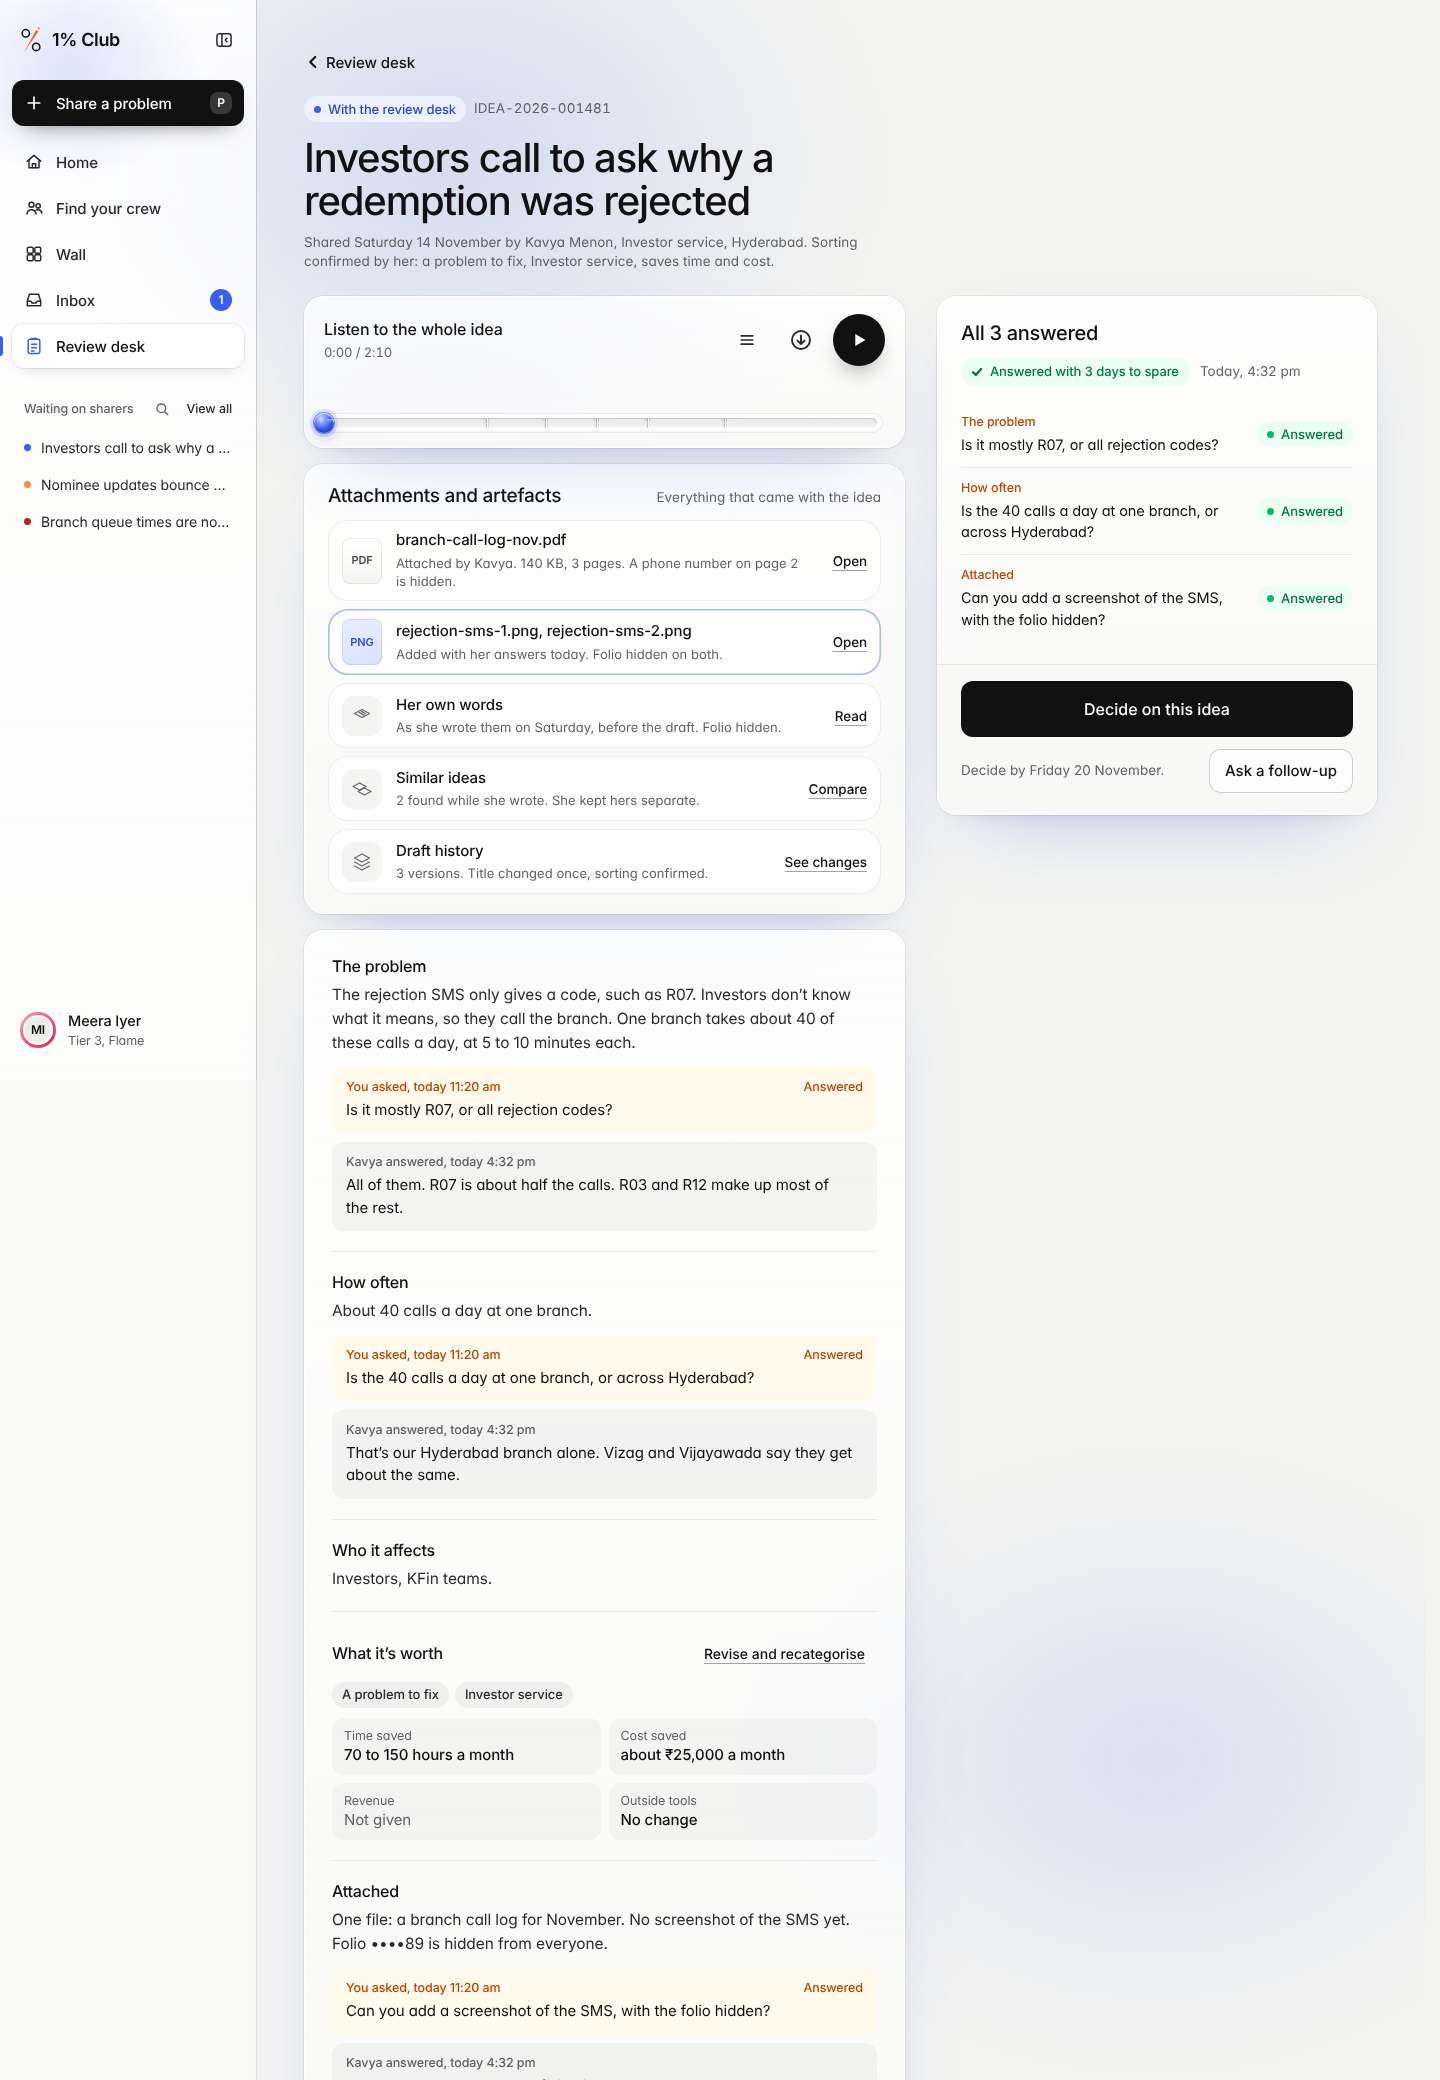 1% Club
Share a problem P
Home
Find your crew
Wall
Inbox 1
Review desk
Waiting on sharers View all
Investors call to ask why a ...
Nominee updates bounce ...
Branch queue times are no...
MI Meera Iyer
Tier 3, Flame
Review desk
With the review desk IDEA-2026-001481
Investors call to ask why a
redemption was rejected
Shared Saturday 14 November by Kavya Menon, Investor service, Hyderabad. Sorting
confirmed by her: a problem to fix, Investor service, saves time and cost.
Listen to the whole idea
0:00 / 2:10
Attachments and artefacts Everything that came with the idea
PDF
branch-call-log-nov.pdf
Attached by Kavya. 140 KB, 3 pages. A phone number on page 2
is hidden.
Open
PNG
rejection-sms-1.png, rejection-sms-2.png
Added with her answers today. Folio hidden on both.
Open
Her own words
As she wrote them on Saturday, before the draft. Folio hidden.
Read
Similar ideas
2 found while she wrote. She kept hers separate.
Compare
Draft history
3 versions. Title changed once, sorting confirmed.
See changes
All 3 answered
Answered with 3 days to spare Today, 4:32 pm
The problem
Is it mostly R07, or all rejection codes?
Answered
How often
Is the 40 calls a day at one branch, or
across Hyderabad?
Answered
Attached
Can you add a screenshot of the SMS,
with the folio hidden?
Answered
Decide on this idea
Decide by Friday 20 November. Ask a follow-up
The problem
The rejection SMS only gives a code, such as R07. Investors don’t know
what it means, so they call the branch. One branch takes about 40 of
these calls a day, at 5 to 10 minutes each.
You asked, today 11:20 am Answered
Is it mostly R07, or all rejection codes?
Kavya answered, today 4:32 pm
All of them. R07 is about half the calls. R03 and R12 make up most of
the rest.
How often
About 40 calls a day at one branch.
You asked, today 11:20 am Answered
Is the 40 calls a day at one branch, or across Hyderabad?
Kavya answered, today 4:32 pm
That’s our Hyderabad branch alone. Vizag and Vijayawada say they get
about the same.
Who it affects
Investors, KFin teams.
What it’s worth Revise and recategorise
A problem to fix Investor service
Time saved
70 to 150 hours a month
Cost saved
about ₹25,000 a month
Revenue
Not given
Outside tools
No change
Attached
One file: a branch call log for November. No screenshot of the SMS yet.
Folio ••••89 is hidden from everyone.
You asked, today 11:20 am Answered
Can you add a screenshot of the SMS, with the folio hidden?
Kavya answered, today 4:32 pm